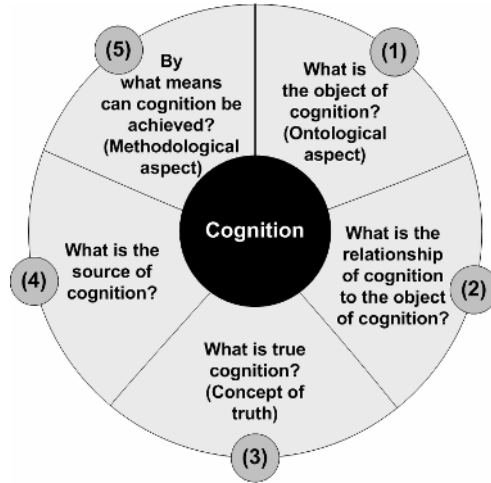 (1)
What is
the object of
cognition?
(Ontological
aspect)
(2)
What is the
relationship
of cognition
to the object
of cognition?
(3)
What is true
cognition?
(Concept of
truth)
(4)
What is the
source of
cognition?
(5)
By
what means
can cognition be
achieved?
(Methodological
aspect)
Cognition